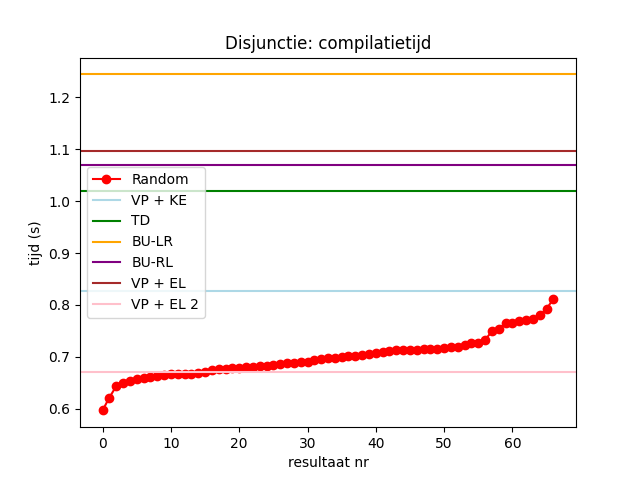 Disjunctie: compilatietijd
tijd (s)
1.2
1.1
1.0
0.9
0.8
0.7
0.6
Random
VP + KE
TD
BU-LR
BU-RL
VP + EL
VP + EL 2
0 10 20 30 40 50 60
resultaat nr